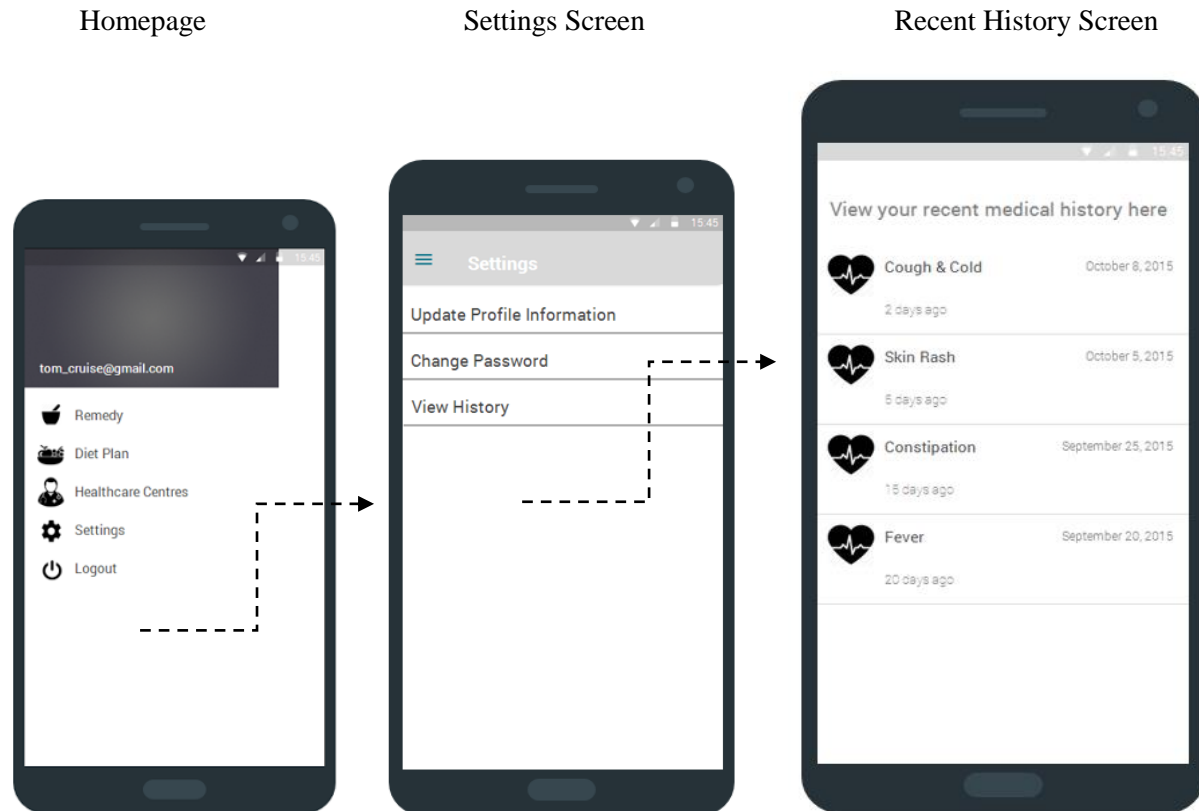 Homepage
Settings Screen
Recent History Screen
15:45
tom_cruise@gmail.com
Remedy
Diet Plan
Healthcare Centres
Settings
Logout
15:45
Settings
Update Profile Information
Change Password
View History
15:45
View your recent medical history here
Cough & Cold October 8, 2015
2 days ago
Skin Rash October 5, 2015
5 days ago
Constipation September 25, 2015
15 days ago
Fever September 20, 2015
20 days ago